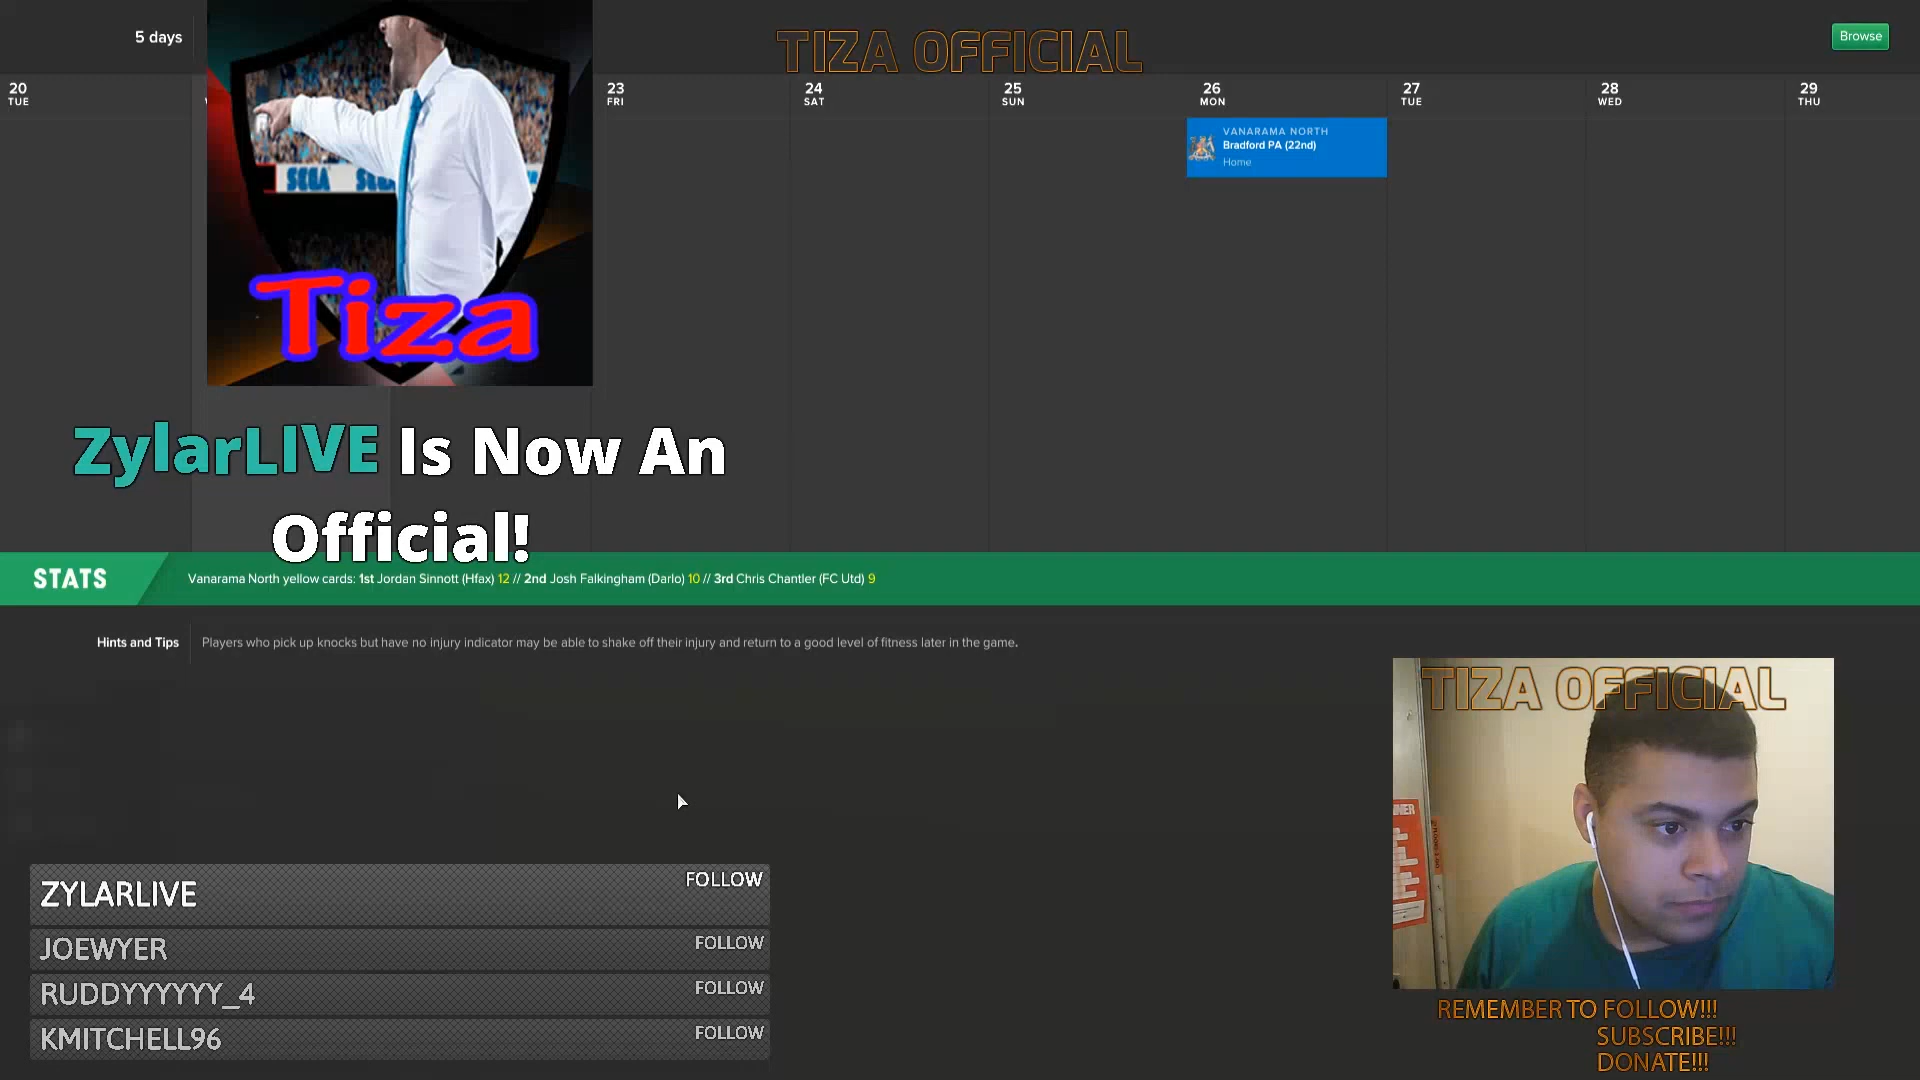 5 days
TIZA OFFICIAL
Browse
20
TUE
23
FRI
24
SAT
25
SUN
26
MON
27
TUE
28
WED
29
THU
VANARAMA NORTH
Bradford PA (22nd)
Home
SEGA
Tiza
ZylarLIVE Is Now An
Official!
STATS
Vanarama North yellow cards: 1st Jordan Sinnott (Hfax) 12 // 2nd Josh Falkingham (Darlo) 10 // 3rd Chris Chantler (FC Utd) 9
Hints and Tips
Players who pick up knocks but have no injury indicator may be able to shake off their injury and return to a good level of fitness later in the game.
TIZA OFFICIAL
ZYLARLIVE FOLLOW
JOEWYER FOLLOW
RUDDYYYYYY_4 FOLLOW
KMITCHELL96 FOLLOW
REMEMBER TO FOLLOW!!!
SUBSCRIBE!!!
DONATE!!!